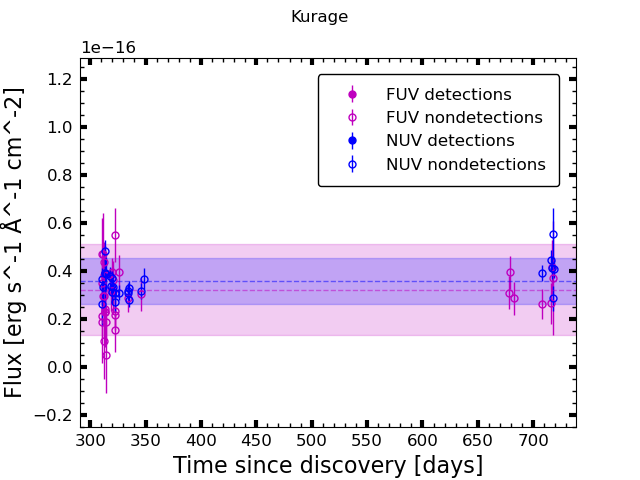 Kurage
1e−16
1.2
1.0
0.8
0.6
0.4
0.2
0.0
−0.2
Flux [erg s^-1 Å^-1 cm^-2]
FUV detections
FUV nondetections
NUV detections
NUV nondetections
300 350 400 450 500 550 600 650 700
Time since discovery [days]